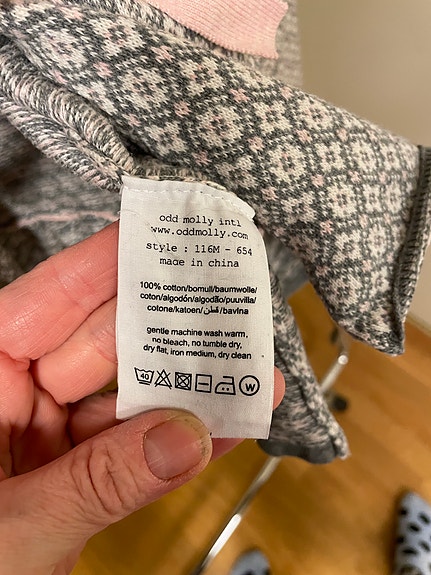 odd molly intl
www.oddmolly.com
style : 116M - 654
made in china
100% cotton/bomull/baumwolle/
coton/algodón/algodão/puuvilla/
cotone/katoen/قطن/bavlna
gentle machine wash warm,
no bleach, no tumble dry,
dry flat, iron medium, dry clean
40 W